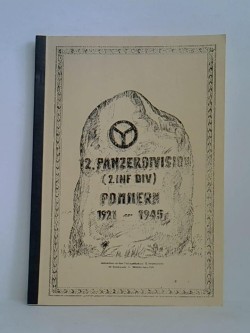 12. PANZERDIVISION
(2. INF DIV)
POMMERN
1921 - 1945